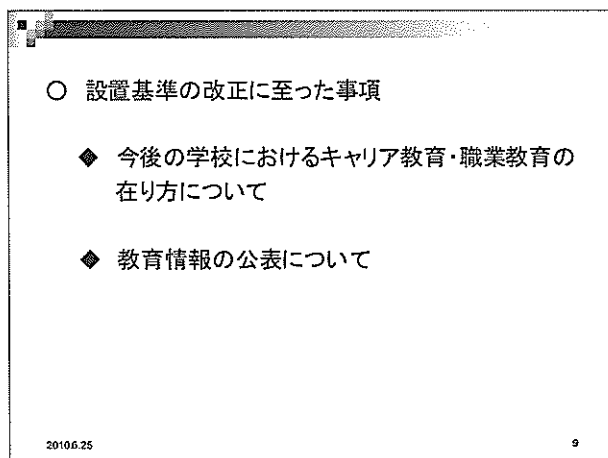 ○ 設置基準の改正に至った事項
◆ 今後の学校におけるキャリア教育・職業教育の
在り方について
◆ 教育情報の公表について
2010.6.25
9